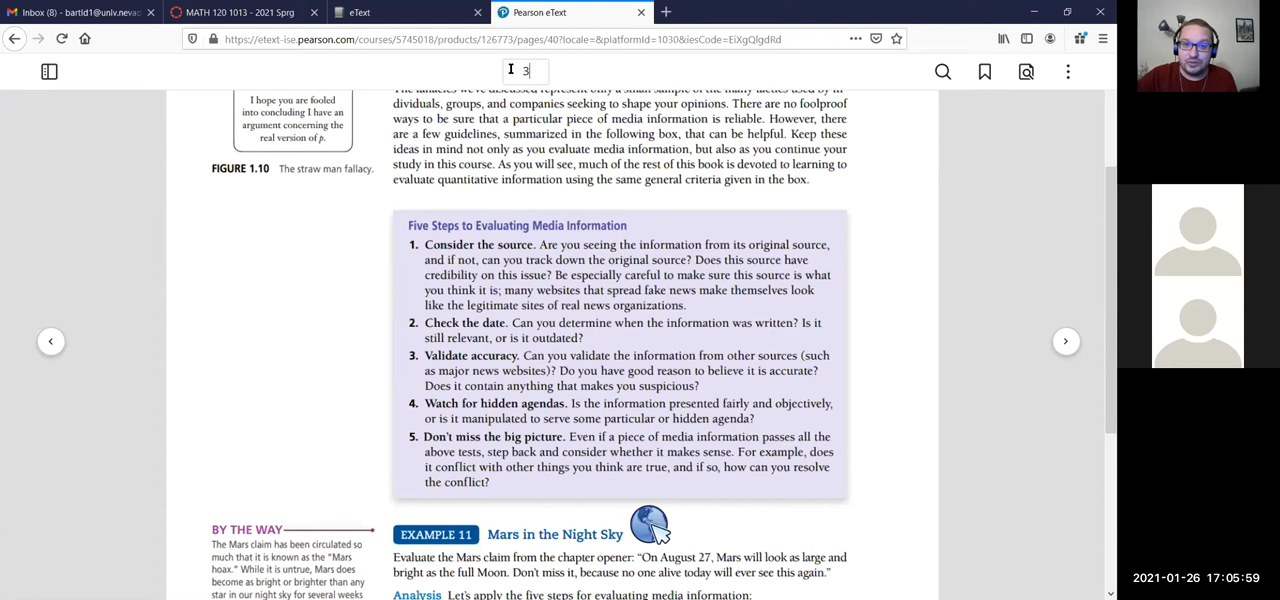 Inbox (8) - bartld1@univ.nevad
MATH 120 1013 - 2021 Sprg
eText
Pearson eText
https://etext-ise.pearson.com/courses/5745018/products/126773/pages/40?locale=&platformId=1030&iesCode=EiXgQlgdRd
3
The fallacies we've discussed represent only a small sample of the many tactics used by in-
dividuals, groups, and companies seeking to shape your opinions. There are no foolproof
ways to be sure that a particular piece of media information is reliable. However, there
are a few guidelines, summarized in the following box, that can be helpful. Keep these
ideas in mind not only as you evaluate media information, but also as you continue your
study in this course. As you will see, much of the rest of this book is devoted to learning to
evaluate quantitative information using the same general criteria given in the box.
I hope you are fooled
into concluding I have an
argument concerning the
real version of p.
FIGURE 1.10 The straw man fallacy.
Five Steps to Evaluating Media Information
1. Consider the source. Are you seeing the information from its original source,
and if not, can you track down the original source? Does this source have
credibility on this issue? Be especially careful to make sure this source is what
you think it is; many websites that spread fake news make themselves look
like the legitimate sites of real news organizations.
2. Check the date. Can you determine when the information was written? Is it
still relevant, or is it outdated?
3. Validate accuracy. Can you validate the information from other sources (such
as major news websites)? Do you have good reason to believe it is accurate?
Does it contain anything that makes you suspicious?
4. Watch for hidden agendas. Is the information presented fairly and objectively,
or is it manipulated to serve some particular or hidden agenda?
5. Don't miss the big picture. Even if a piece of media information passes all the
above tests, step back and consider whether it makes sense. For example, does
it conflict with other things you think are true, and if so, how can you resolve
the conflict?
BY THE WAY
The Mars claim has been circulated so
much that it is known as the "Mars
hoax." While it is untrue, Mars does
become as bright or brighter than any
star in our night sky for several weeks
EXAMPLE 11 Mars in the Night Sky
Evaluate the Mars claim from the chapter opener: "On August 27, Mars will look as large and
bright as the full Moon. Don't miss it, because no one alive today will ever see this again."
Analysis Let's apply the five steps for evaluating media information:
2021-01-26 17:05:59